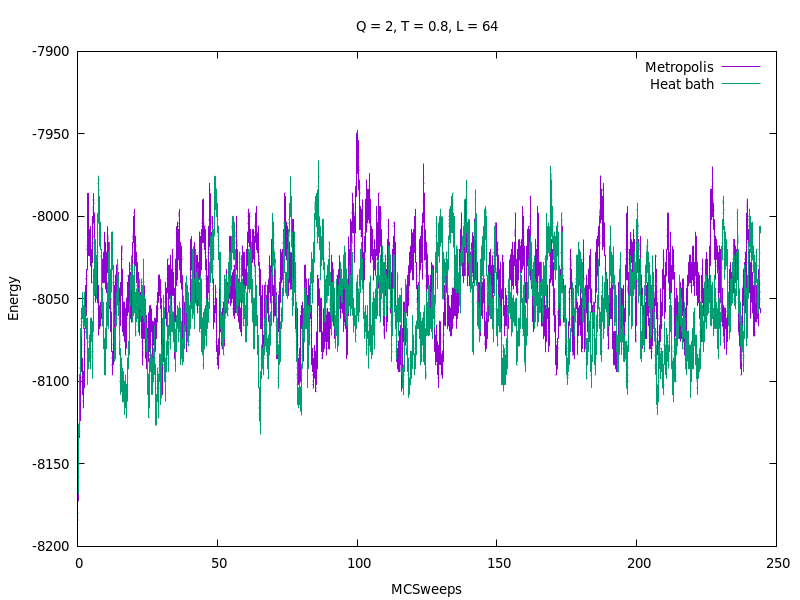 Q = 2, T = 0.8, L = 64
-7900
Metropolis
Heat bath
-7950
-8000
-8050
Energy
-8100
-8150
-8200
0 50 100 150 200 250
MCSweeps